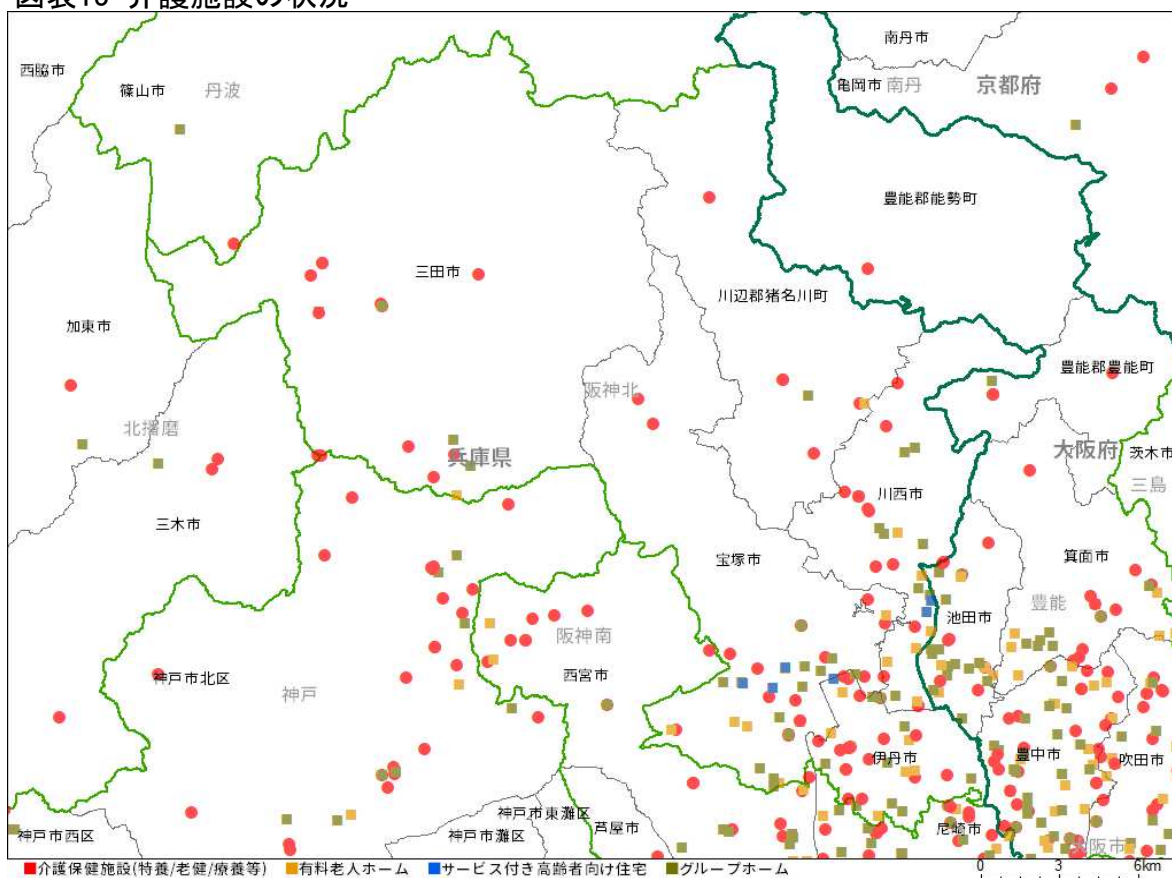 図表16 介護施設の状況
南丹市
西脇市
篠山市
丹波
亀岡市
南丹
京都府
豊能郡能勢町
三田市
川辺郡猪名川町
加東市
豊能郡豊能町
阪神北
北播磨
兵庫県
大阪府
茨木市
三島
川西市
三木市
宝塚市
箕面市
豊能
池田市
阪神南
西宮市
神戸市北区
神戸
伊丹市
豊中市
吹田市
神戸市東灘区
神戸市西区
神戸市灘区
芦屋市
尼崎市
大阪市
介護保健施設(特養/老健/療養等)
有料老人ホーム
サービス付き高齢者向け住宅
グループホーム
0 3 6km